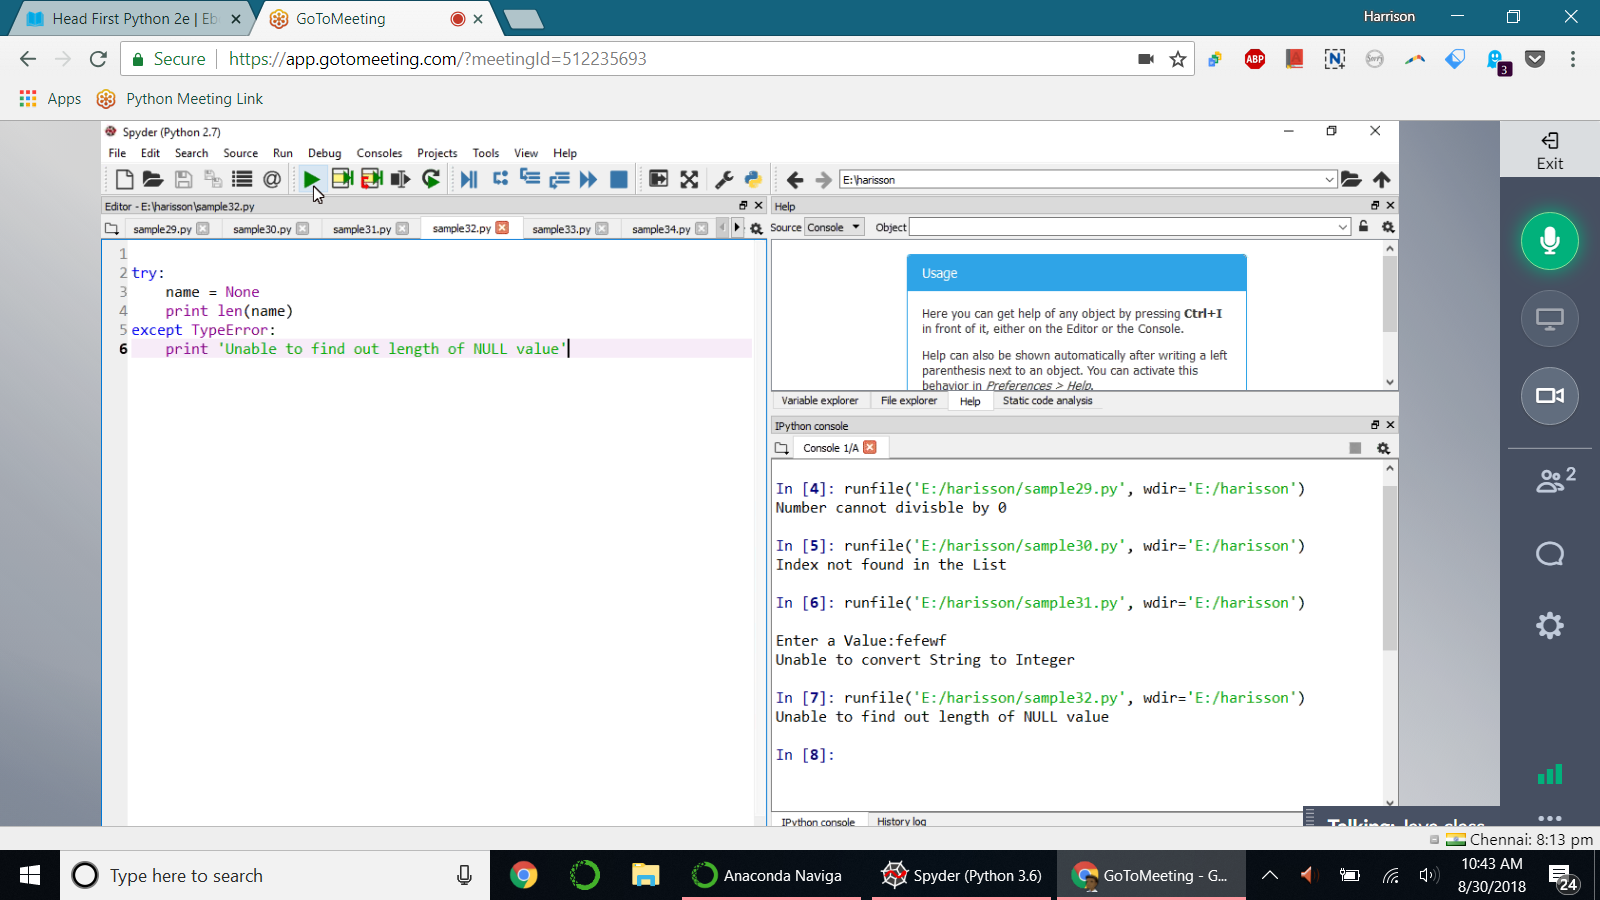 Head First Python 2e | Eb
GoToMeeting
Harrison
Secure
https://app.gotomeeting.com/?meetingId=512235693
ABP
N
3
Apps
Python Meeting Link
Spyder (Python 2.7)
File Edit Search Source Run Debug Consoles Projects Tools View Help
E:\harisson
Editor - E:\harisson\sample32.py
sample29.py sample30.py sample31.py sample32.py sample33.py sample34.py
1
2 try:
3     name = None
4     print len(name)
5 except TypeError:
6     print 'Unable to find out length of NULL value'
Help
Source Console Object
Usage
Here you can get help of any object by pressing Ctrl+I
in front of it, either on the Editor or the Console.
Help can also be shown automatically after writing a left
parenthesis next to an object. You can activate this
behavior in Preferences > Help.
Variable explorer File explorer Help Static code analysis
IPython console
Console 1/A
In [4]: runfile('E:/harisson/sample29.py', wdir='E:/harisson')
Number cannot divisble by 0
In [5]: runfile('E:/harisson/sample30.py', wdir='E:/harisson')
Index not found in the List
In [6]: runfile('E:/harisson/sample31.py', wdir='E:/harisson')
Enter a Value:fefewf
Unable to convert String to Integer
In [7]: runfile('E:/harisson/sample32.py', wdir='E:/harisson')
Unable to find out length of NULL value
In [8]:
IPython console History log
Exit
2
Talking: java class
Chennai: 8:13 pm
Type here to search
Anaconda Naviga
Spyder (Python 3.6)
GoToMeeting - G...
10:43 AM
8/30/2018
24